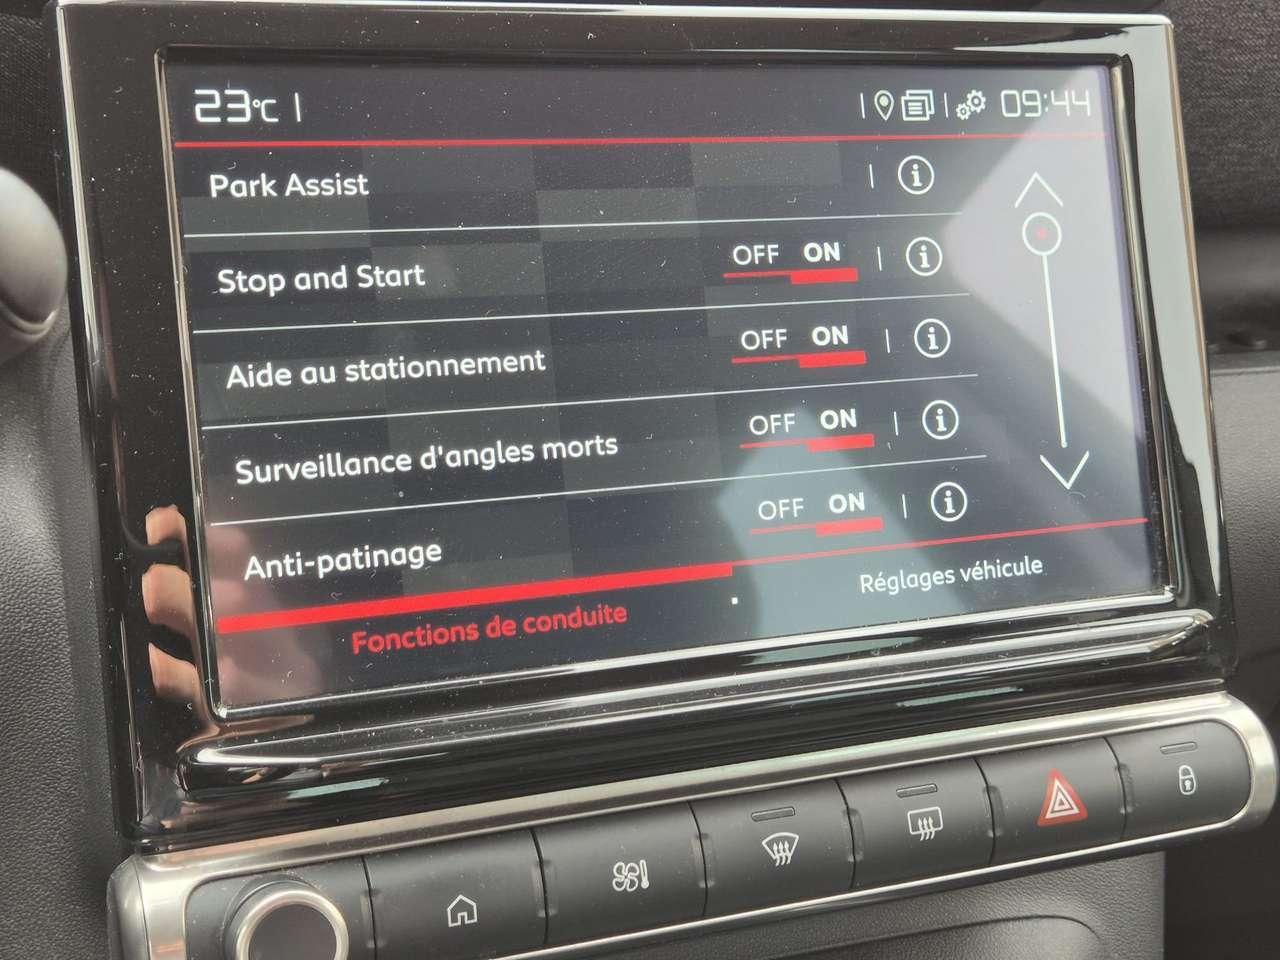 23°C 09:44
Park Assist
Stop and Start OFF ON
Aide au stationnement OFF ON
Surveillance d'angles morts OFF ON
Anti-patinage OFF ON
Fonctions de conduite Réglages véhicule